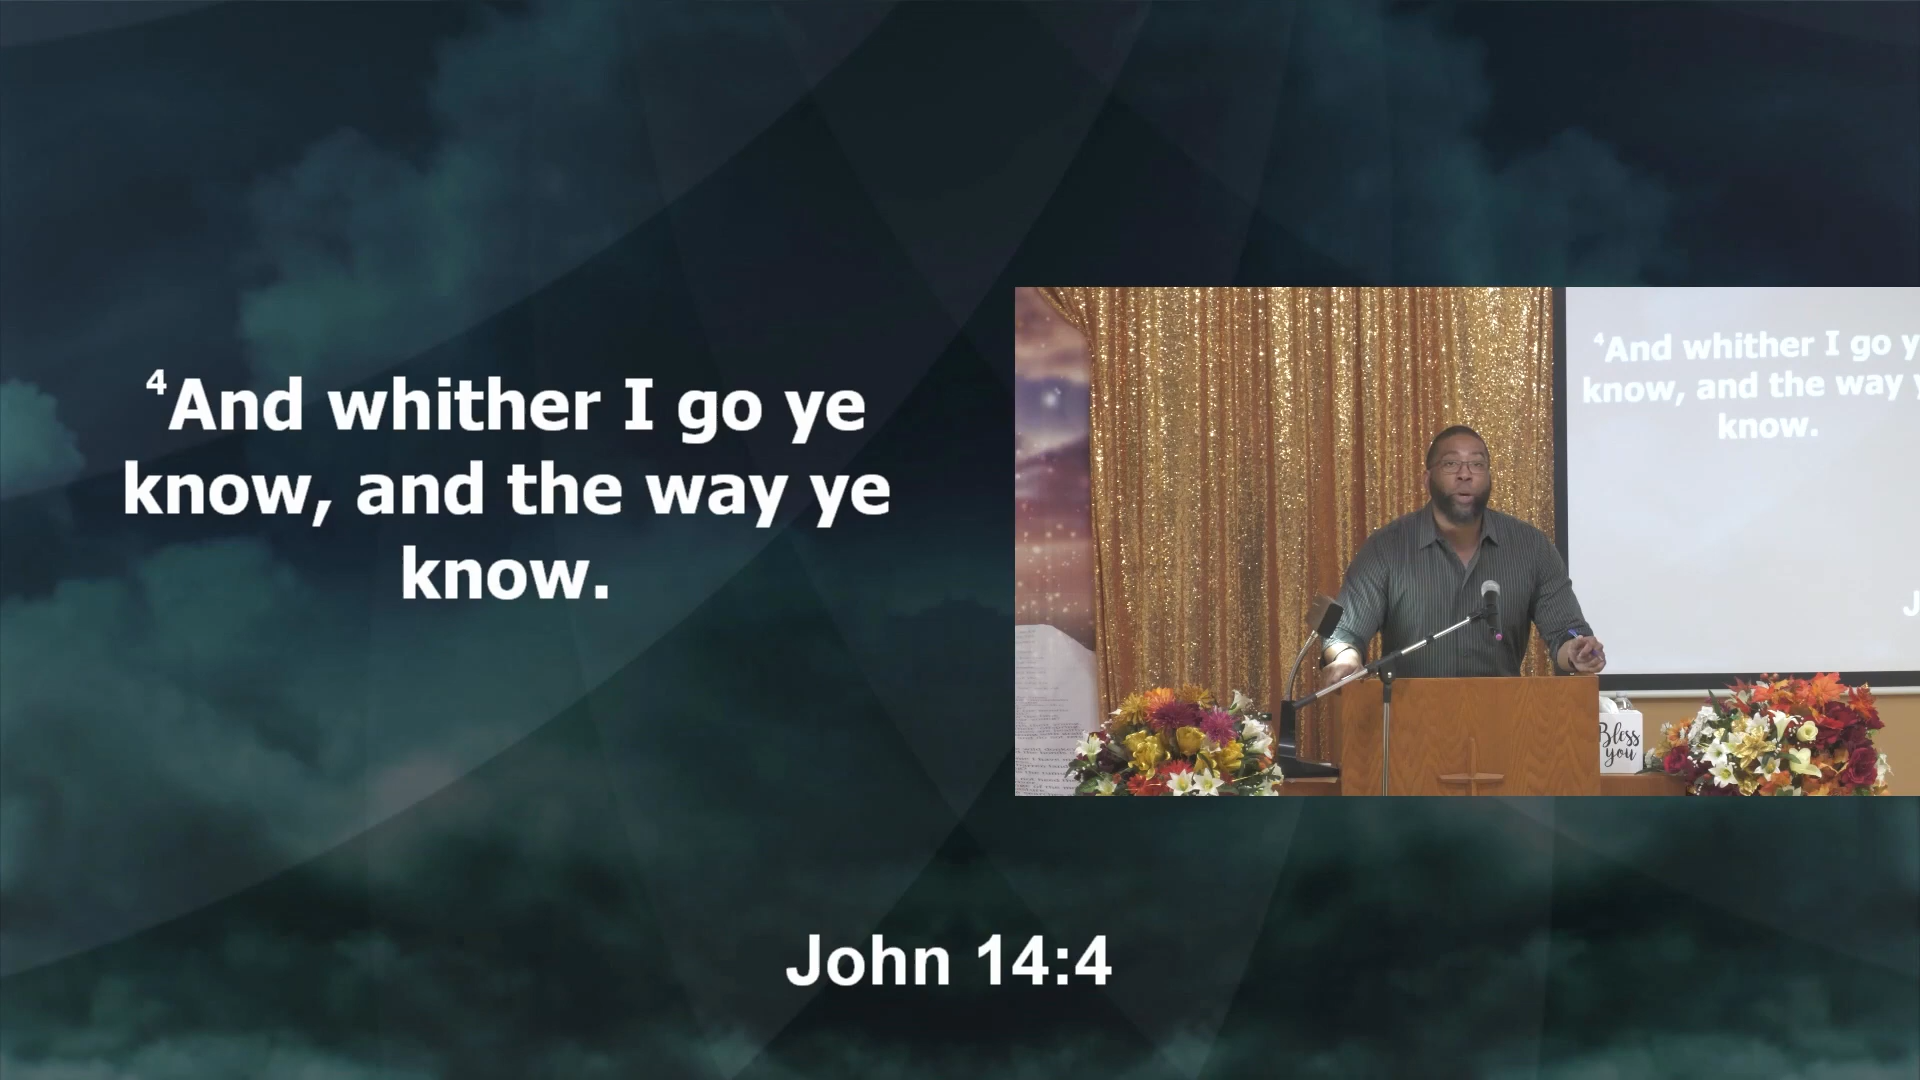 ⁴And whither I go ye
know, and the way ye
know.
John 14:4
⁴And whither I go y
know, and the way y
know.
J
Bless
you